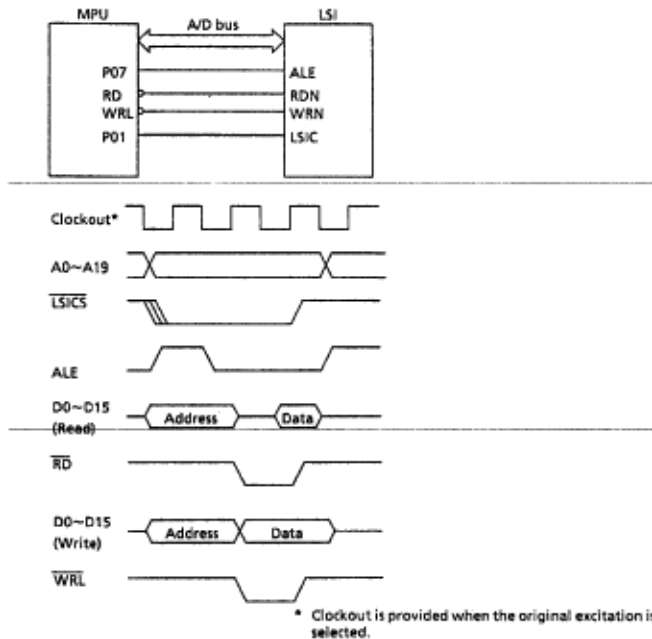 MPU LSI
A/D bus
P07 ALE
RD RDN
WRL WRN
P01 LSIC
Clockout*
A0~A19
LSICS
ALE
D0~D15
Address Data
(Read)
RD
D0~D15
Address Data
(Write)
WRL
* Clockout is provided when the original excitation is
selected.